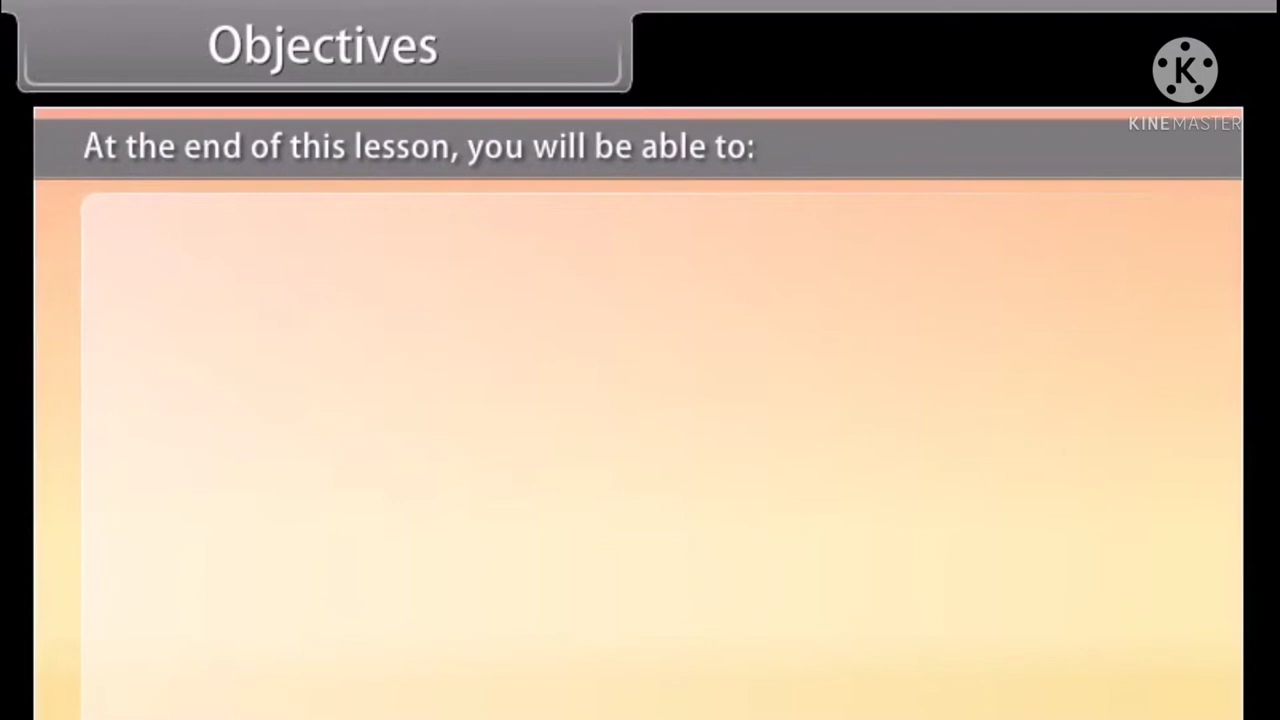 Objectives
K
KINEMASTER
At the end of this lesson, you will be able to: